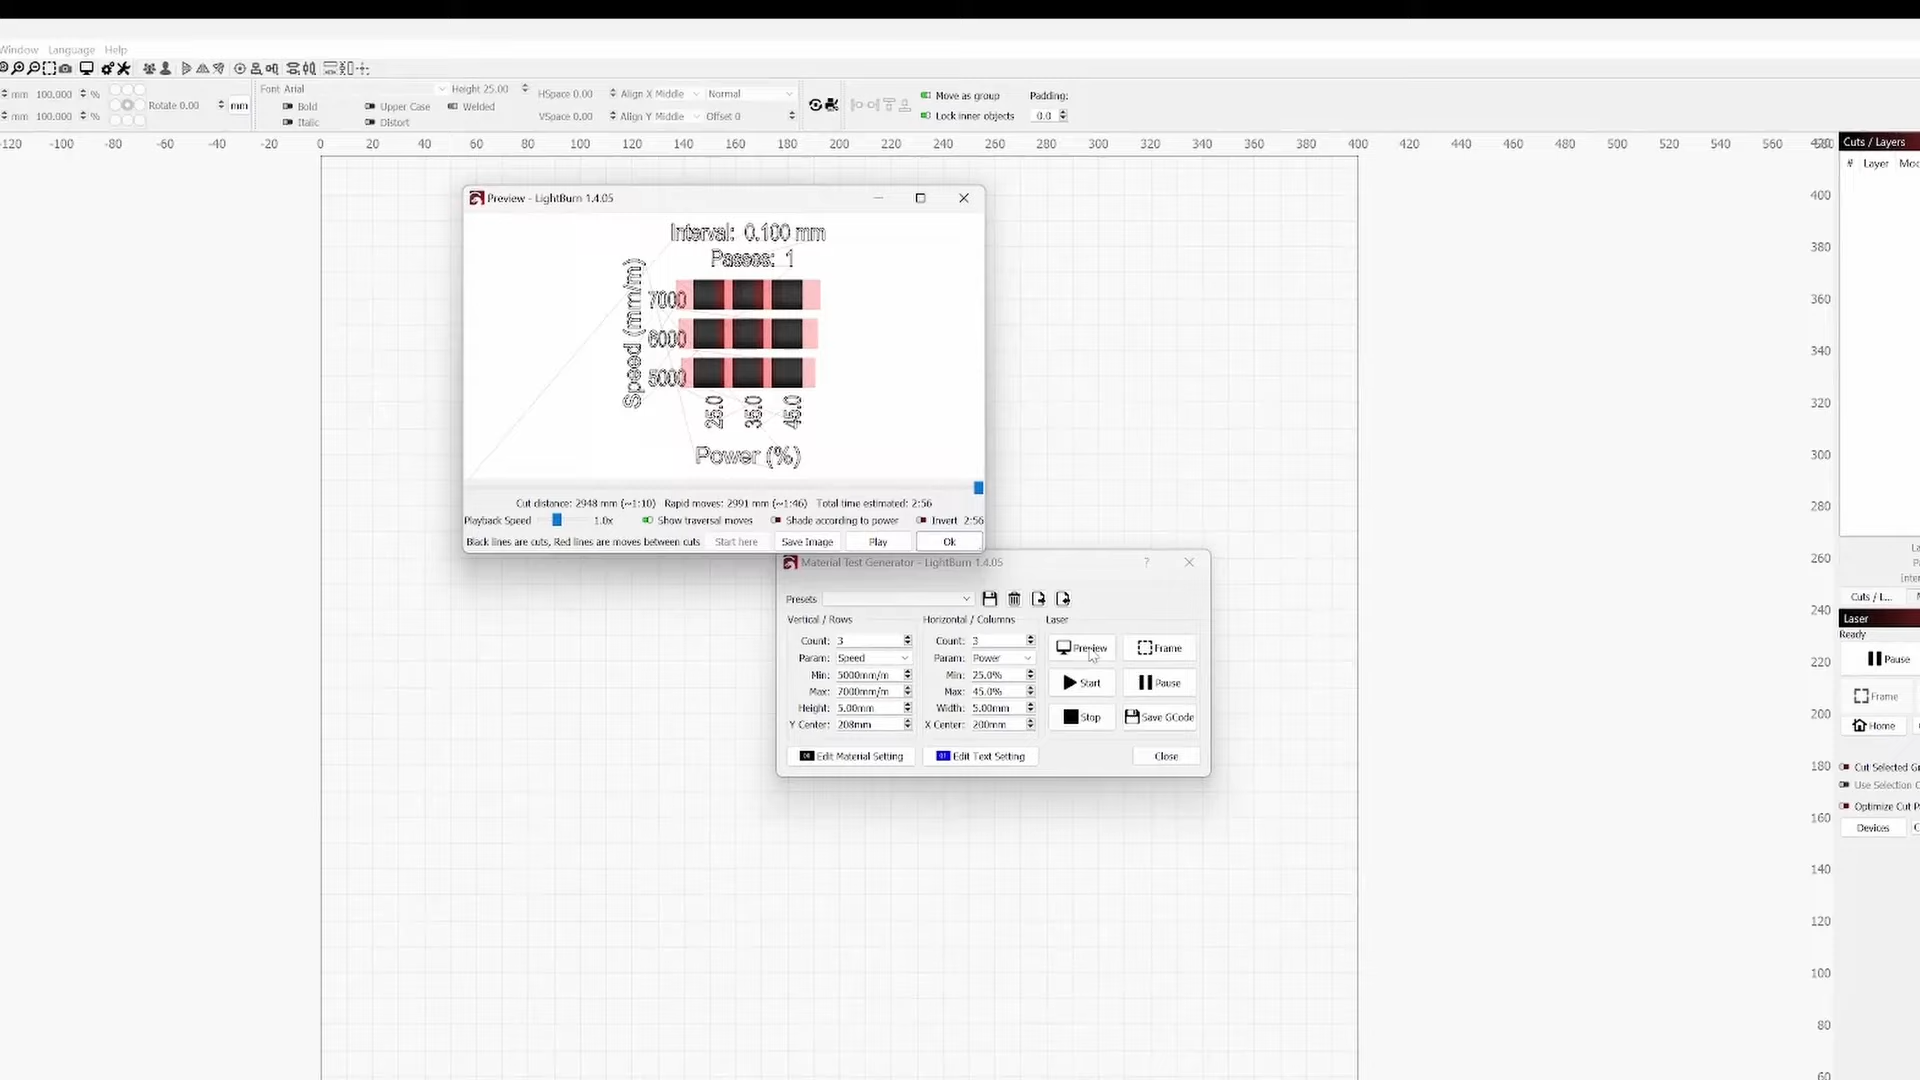 Window Language Help
mm 100.000 % Rotate 0.00 mm
mm 100.000 %
Font Arial Height 25.00 HSpace 0.00 Align X Middle Normal
Bold Upper Case Welded
Italic Distort VSpace 0.00 Align Y Middle Offset 0
Move as group Padding:
Lock inner objects 0.0
-120 -100 -80 -60 -40 -20 0 20 40 60 80 100 120 140 160 180 200 220 240 260 280 300 320 340 360 380 400 420 440 460 480 500 520 540 560
400
380
360
340
320
300
280
260
240
220
200
180
160
140
120
100
80
60
Preview - LightBurn 1.4.05
Interval: 0.100 mm
Passes: 1
Speed (mm/m)
7000
6000
5000
25.0 35.0 45.0
Power (%)
Cut distance: 2948 mm (~1:10) Rapid moves: 2991 mm (~1:46) Total time estimated: 2:56
Playback Speed 1.0x Show traversal moves Shade according to power Invert 2:56
Black lines are cuts, Red lines are moves between cuts Start here Save Image Play Ok
Material Test Generator - LightBurn 1.4.05 ?
Presets
Vertical / Rows Horizontal / Columns Laser
Count: 3 Count: 3 Preview Frame
Param: Speed Param: Power
Min: 5000mm/m Min: 25.0% Start Pause
Max: 7000mm/m Max: 45.0%
Height: 5.00mm Width: 5.00mm Stop Save GCode
Y Center: 208mm X Center: 200mm
00 Edit Material Setting 01 Edit Text Setting Close
Cuts / Layers
# Layer
Cuts / L...
Laser
Ready
Pause
Frame
Home
Cut Selected
Use Selection
Optimize Cut
Devices